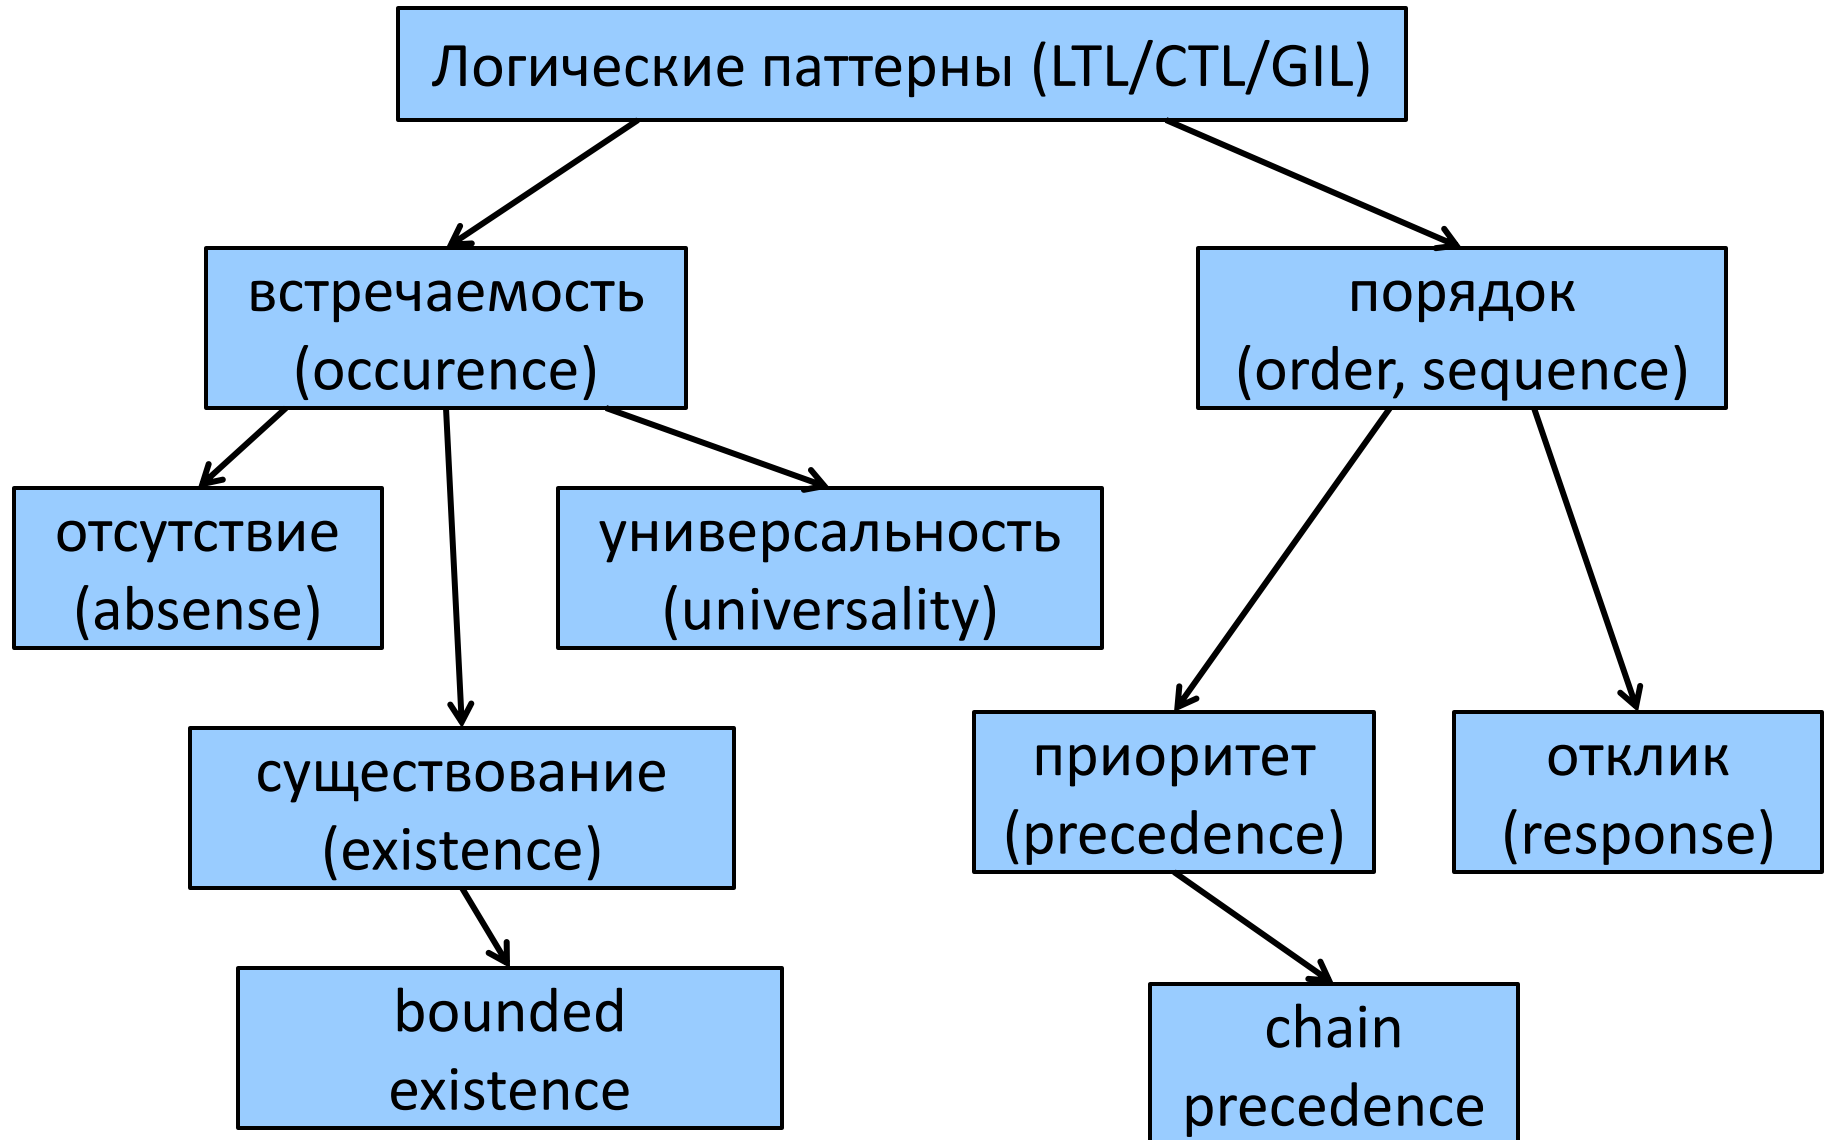 Логические паттерны (LTL/CTL/GIL)
встречаемость
(occurence)
порядок
(order, sequence)
отсутствие
(absense)
универсальность
(universality)
существование
(existence)
приоритет
(precedence)
отклик
(response)
bounded
existence
chain
precedence